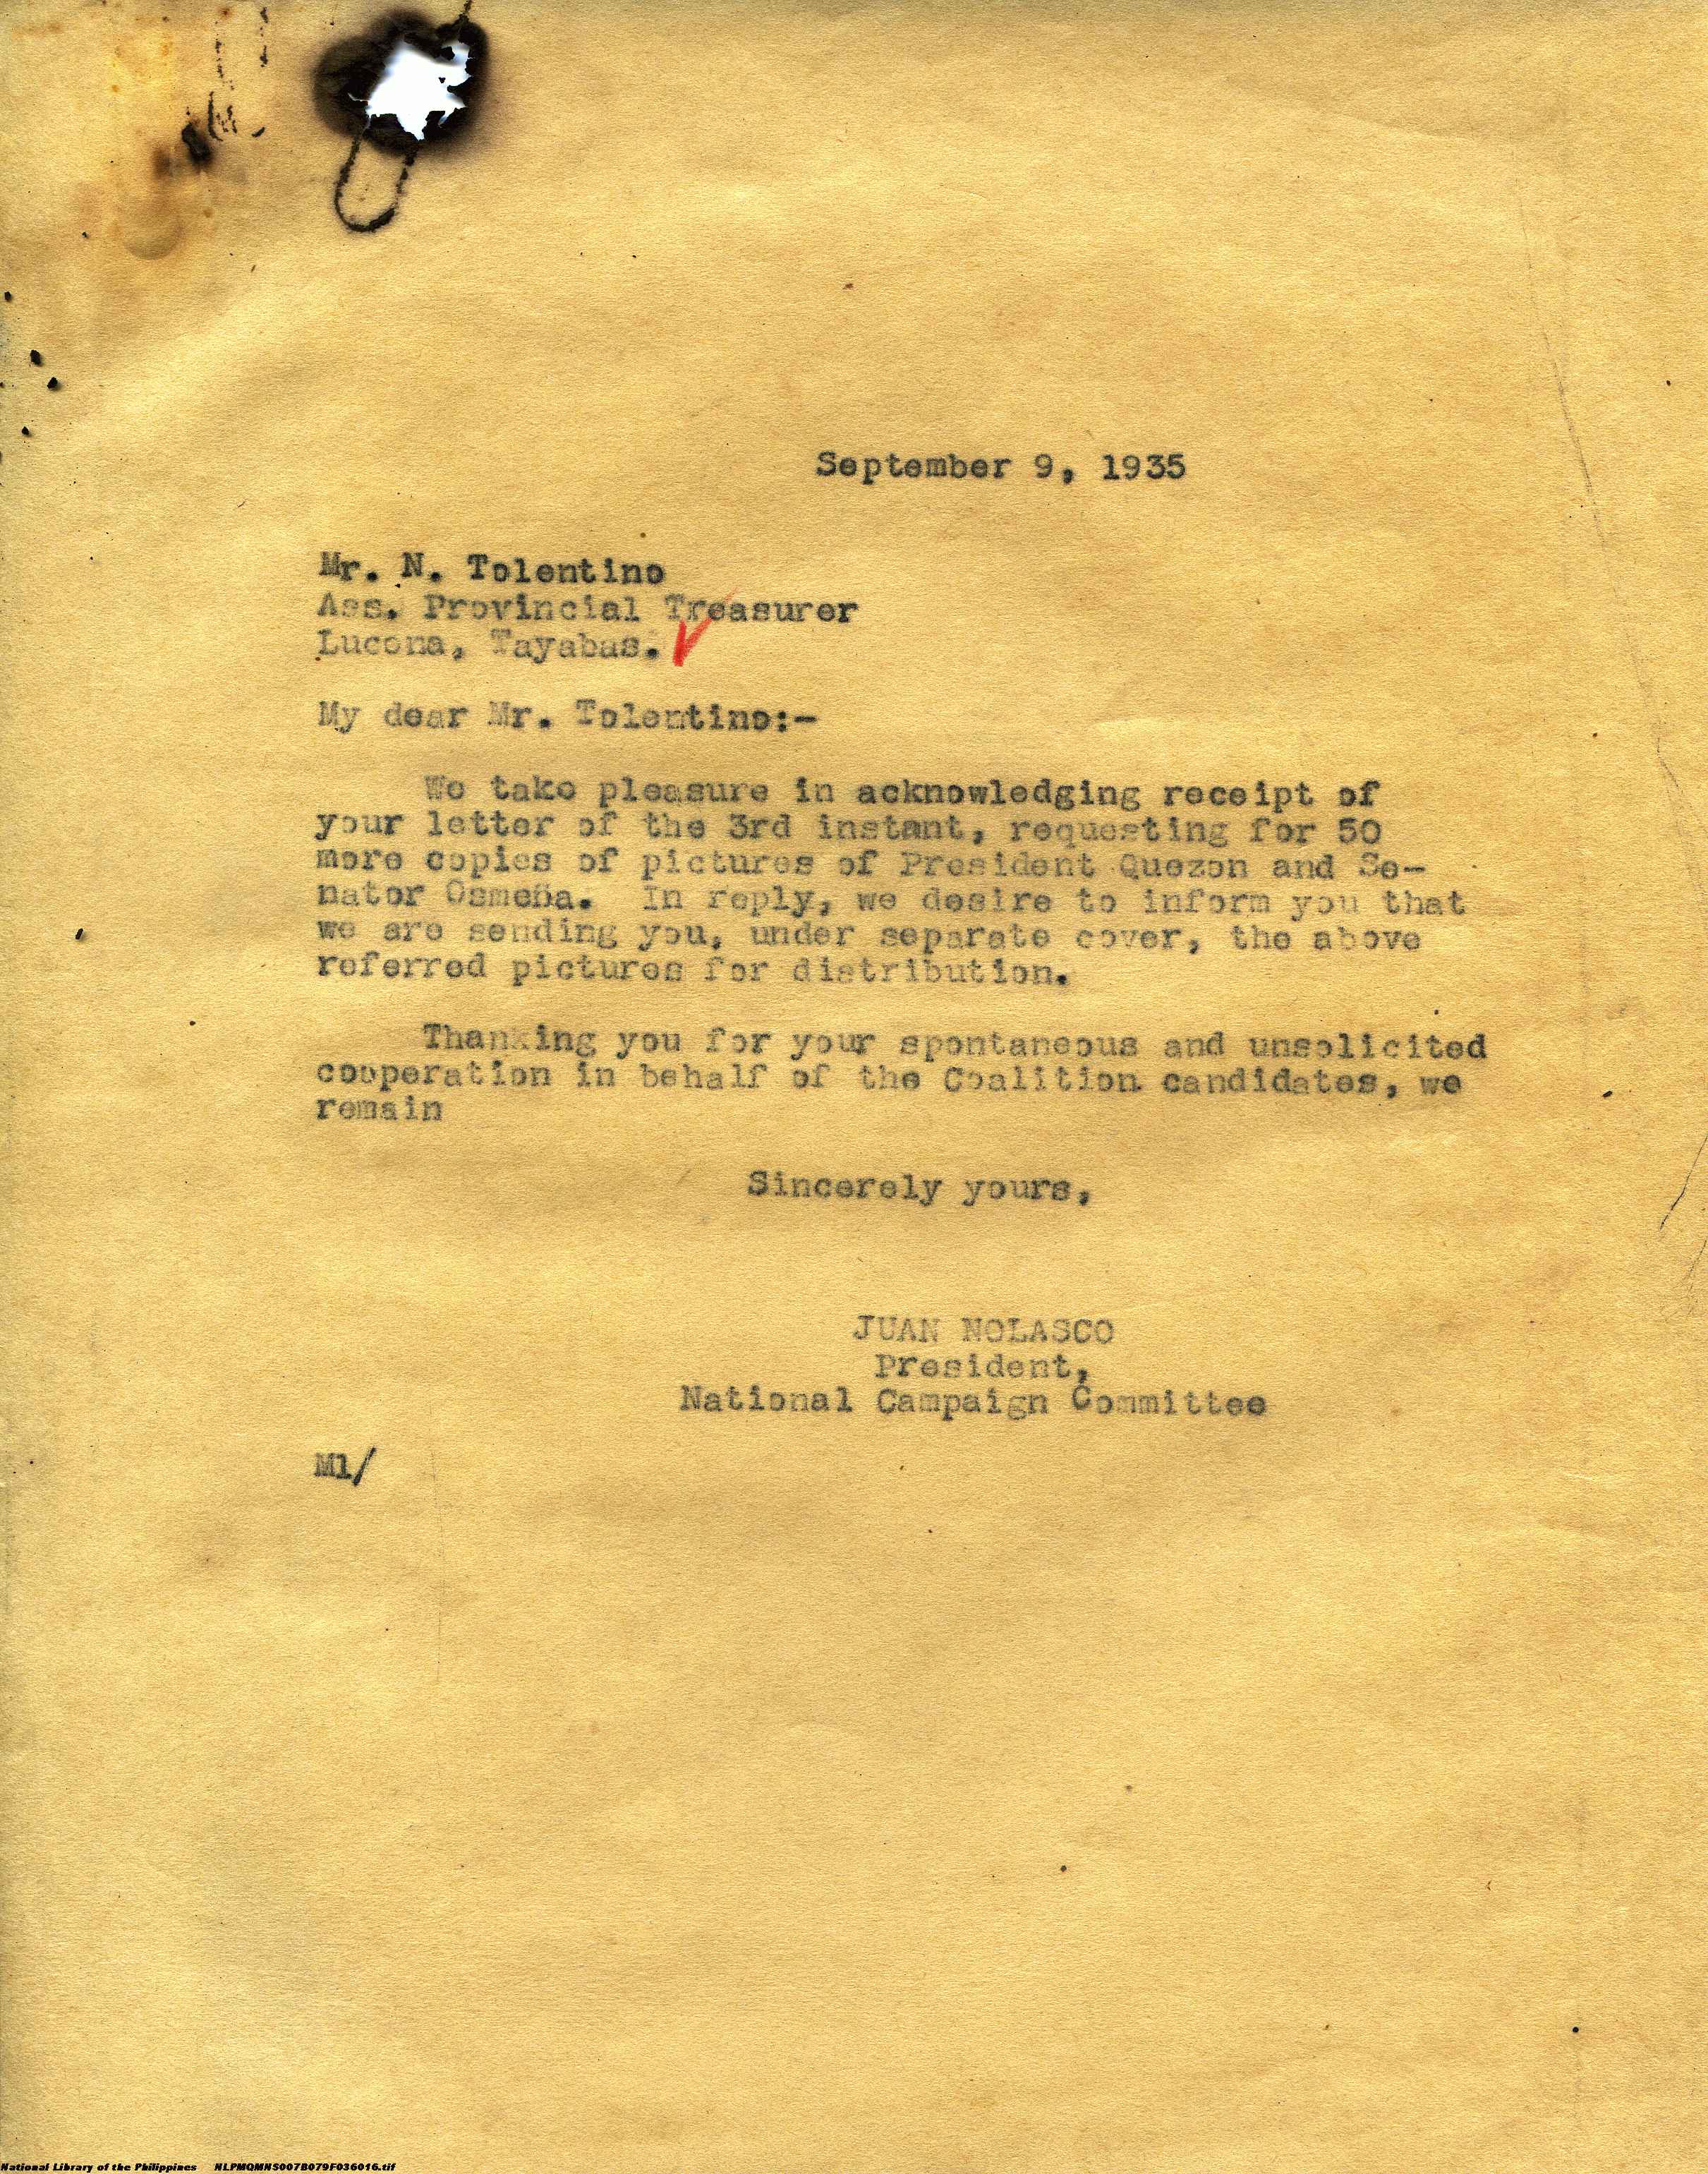 September 9, 1935
Mr. N. Tolentino
Ass. Provincial Treasurer
Lucena, Tayabas.
My dear Mr. Tolentino:-
We take pleasure in acknowledging receipt of
your letter of the 3rd instant, requesting for 50
more copies of pictures of President Quezon and Se-
nator Osmeña. In reply, we desire to inform you that
we are sending you, under separate cover, the above
referred pictures for distribution.
Thanking you for your spontaneous and unsolicited
cooperation in behalf of the Coalition candidates, we
remain
Sincerely yours,
JUAN NOLASCO
President,
National Campaign Committee
Ml/
National Library of the Philippines NLPMQMNS007B079F036016.tif